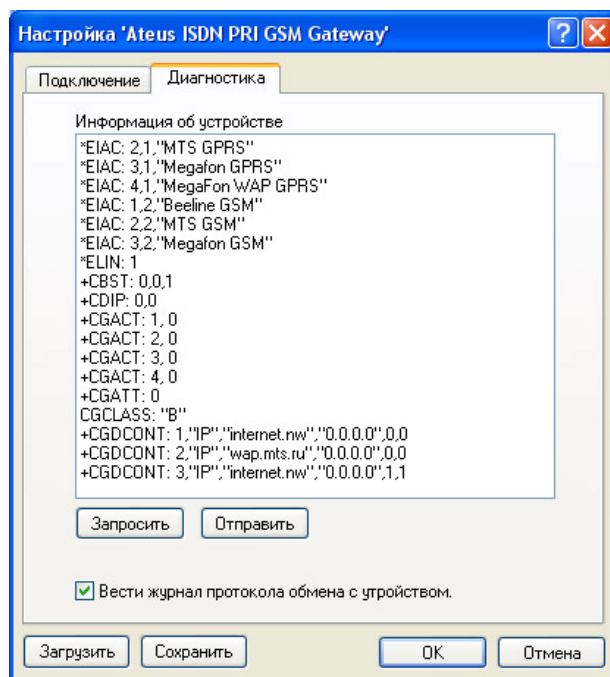 Настройка 'Ateus ISDN PRI GSM Gateway'
Подключение
Диагностика
Информация об устройстве
*EIAC: 2,1,"MTS GPRS"
*EIAC: 3,1,"Megafon GPRS"
*EIAC: 4,1,"MegaFon WAP GPRS"
*EIAC: 1,2,"Beeline GSM"
*EIAC: 2,2,"MTS GSM"
*EIAC: 3,2,"Megafon GSM"
*ELIN: 1
+CBST: 0,0,1
+CDIP: 0,0
+CGACT: 1, 0
+CGACT: 2, 0
+CGACT: 3, 0
+CGACT: 4, 0
+CGATT: 0
CGCLASS: "B"
+CGDCONT: 1,"IP","internet.nw","0.0.0.0",0,0
+CGDCONT: 2,"IP","wap.mts.ru","0.0.0.0",0,0
+CGDCONT: 3,"IP","internet.nw","0.0.0.0",1,1
Запросить
Отправить
Вести журнал протокола обмена с утройством.
Загрузить
Сохранить
OK
Отмена